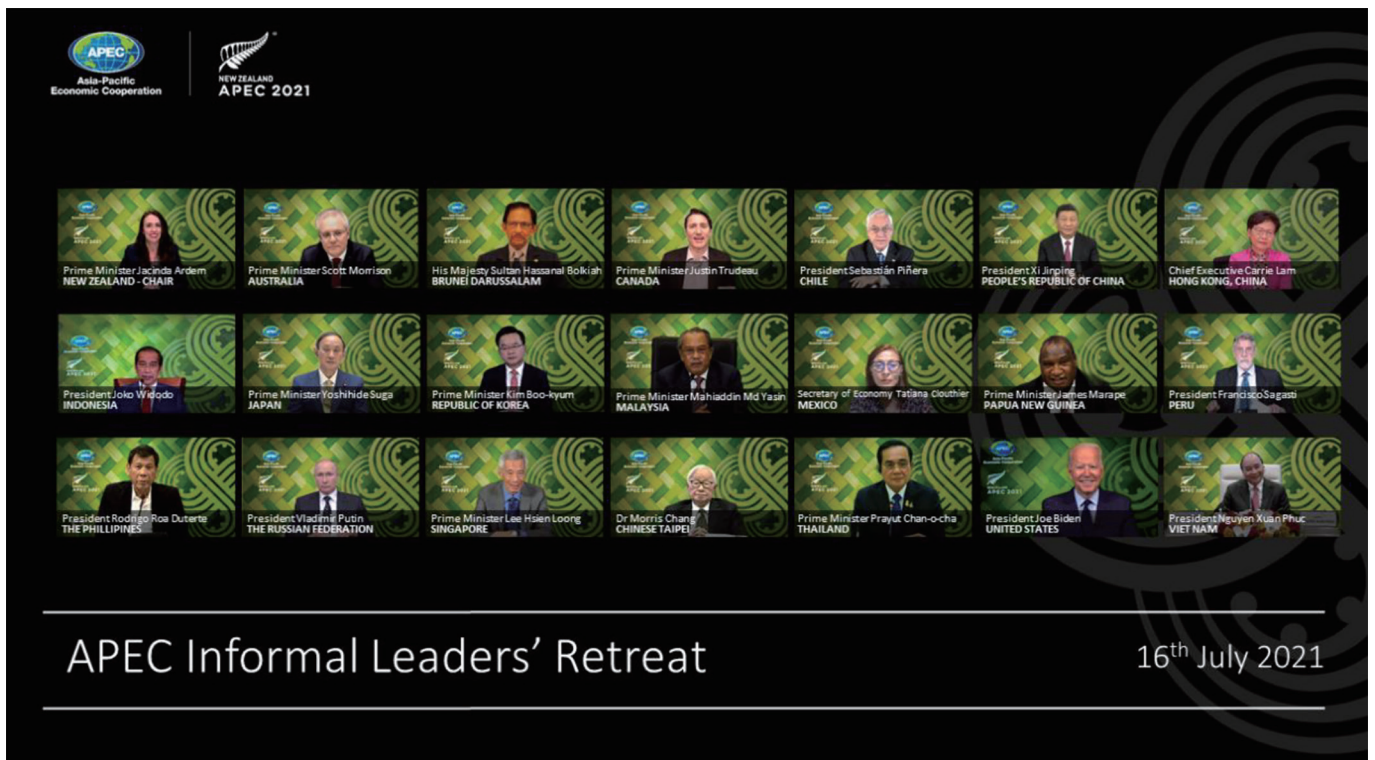 APEC
Asia-Pacific
Economic Cooperation
NEW ZEALAND
APEC 2021
Prime Minister Jacinda Ardern
NEW ZEALAND - CHAIR
Prime Minister Scott Morrison
AUSTRALIA
His Majesty Sultan Hassanal Bolkiah
BRUNEI DARUSSALAM
Prime Minister Justin Trudeau
CANADA
President Sebastián Piñera
CHILE
President Xi Jinping
PEOPLE'S REPUBLIC OF CHINA
Chief Executive Carrie Lam
HONG KONG, CHINA
President Joko Widodo
INDONESIA
Prime Minister Yoshihide Suga
JAPAN
Prime Minister Kim Boo-kyum
REPUBLIC OF KOREA
Prime Minister Mahiaddin Md Yasin
MALAYSIA
Secretary of Economy Tatiana Clouthier
MEXICO
Prime Minister James Marape
PAPUA NEW GUINEA
President Francisco Sagasti
PERU
President Rodrigo Roa Duterte
THE PHILLIPINES
President Vladimir Putin
THE RUSSIAN FEDERATION
Prime Minister Lee Hsien Loong
SINGAPORE
Dr Morris Chang
CHINESE TAIPEI
Prime Minister Prayut Chan-o-cha
THAILAND
President Joe Biden
UNITED STATES
President Nguyen Xuan Phuc
VIET NAM
APEC Informal Leaders’ Retreat
16th July 2021